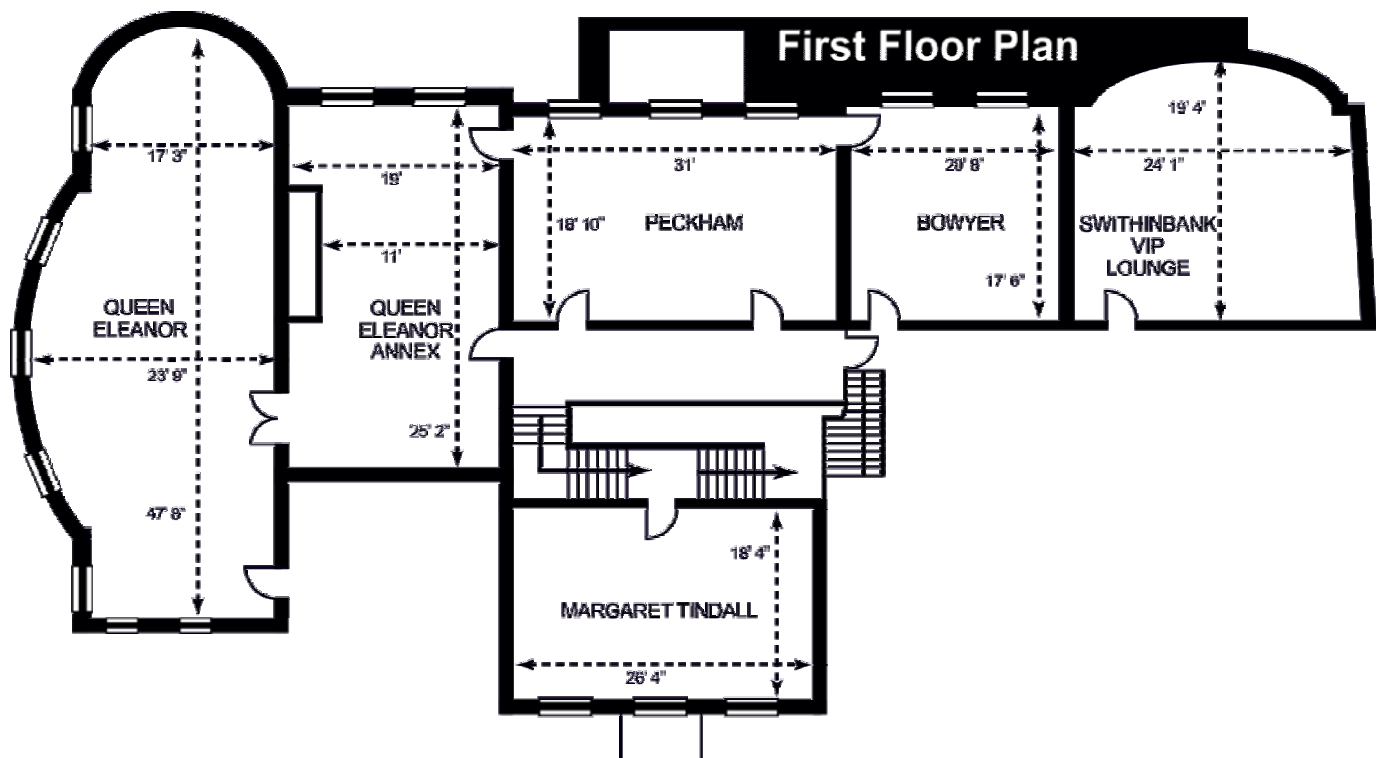 First Floor Plan
19' 4"
17' 3"
19'
31'
20' 8"
24' 1"
18' 10"
PECKHAM
BOWYER
SWITHINBANK
VIP
LOUNGE
11'
17' 6"
QUEEN
ELEANOR
QUEEN
ELEANOR
ANNEX
23' 9"
25' 2"
47' 8"
18' 4"
MARGARET TINDALL
26' 4"